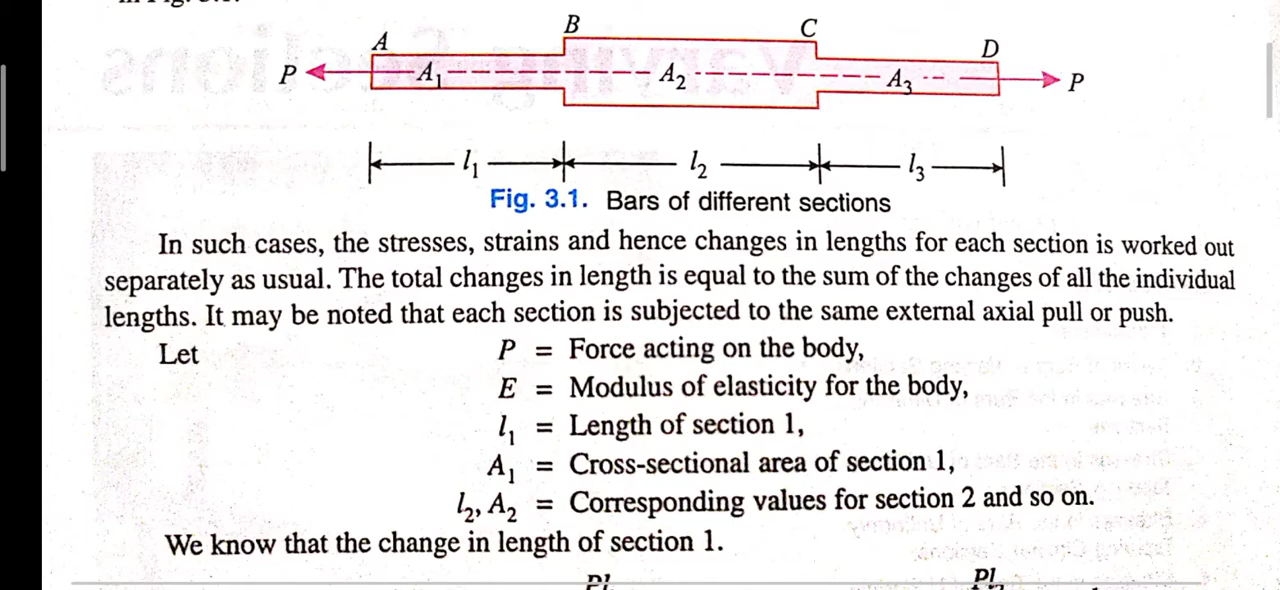 A B C D
P A₁ A₂ A₃ P
l₁ l₂ l₃
Fig. 3.1. Bars of different sections
In such cases, the stresses, strains and hence changes in lengths for each section is worked out
separately as usual. The total changes in length is equal to the sum of the changes of all the individual
lengths. It may be noted that each section is subjected to the same external axial pull or push.
Let P = Force acting on the body,
E = Modulus of elasticity for the body,
l₁ = Length of section 1,
A₁ = Cross-sectional area of section 1,
l₂, A₂ = Corresponding values for section 2 and so on.
We know that the change in length of section 1.